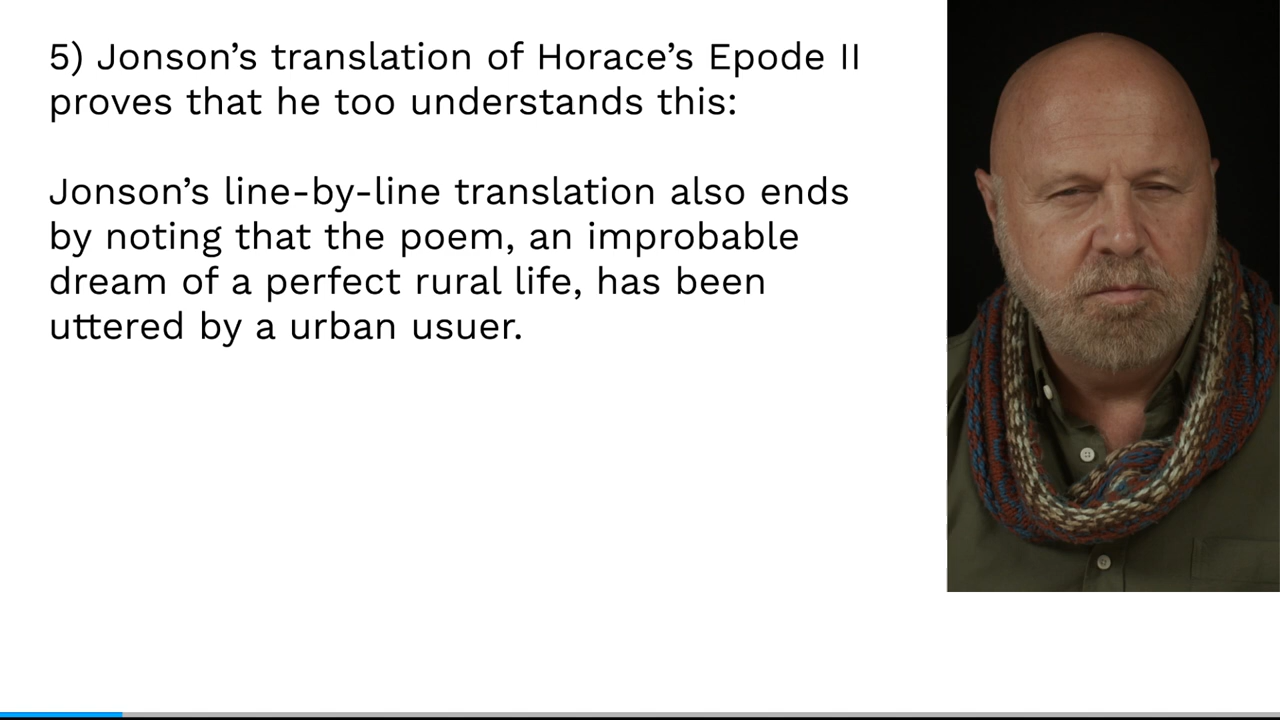 5) Jonson’s translation of Horace’s Epode II
proves that he too understands this:
Jonson’s line-by-line translation also ends
by noting that the poem, an improbable
dream of a perfect rural life, has been
uttered by a urban usuer.